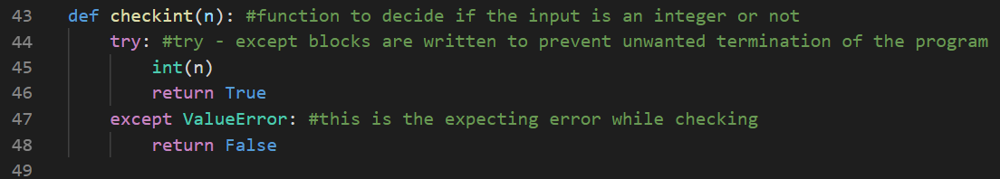 43 def checkint(n): #function to decide if the input is an integer or not
44 try: #try - except blocks are written to prevent unwanted termination of the program
45 int(n)
46 return True
47 except ValueError: #this is the expecting error while checking
48 return False
49